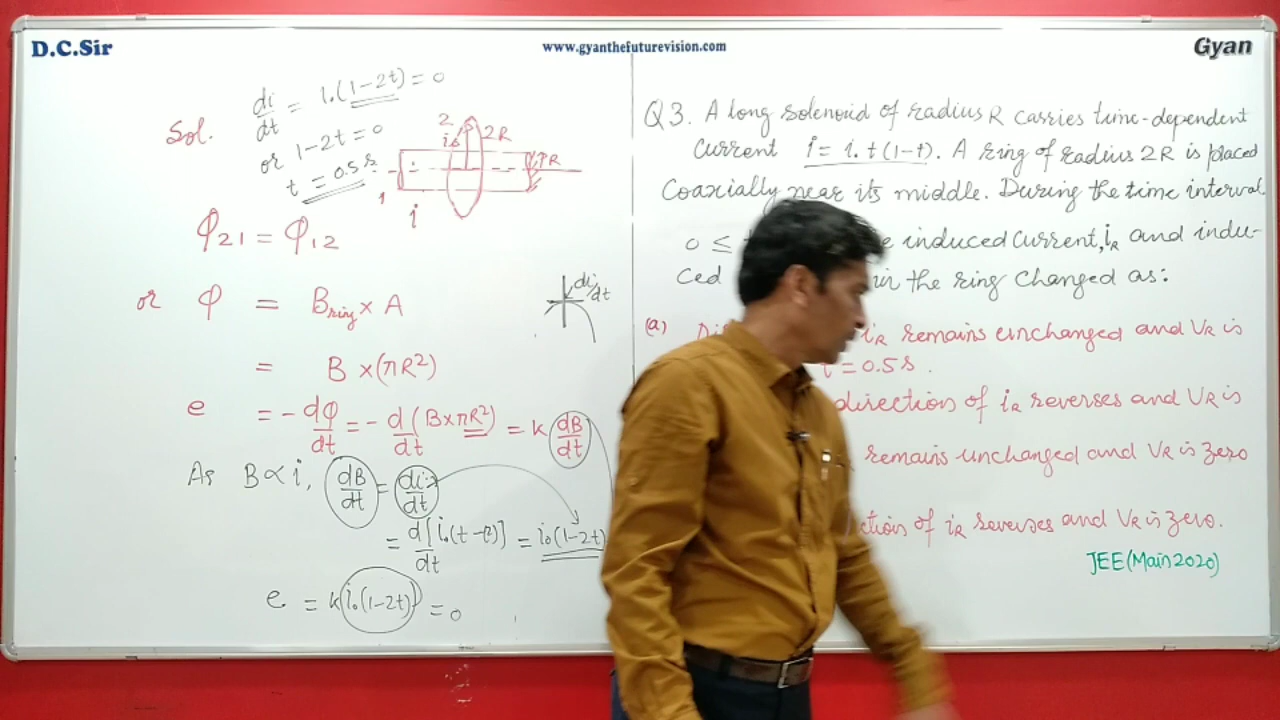 D.C.Sir
www.gyanthefuturevision.com
Gyan
Sol.
di/dt = i.(1-2t) = 0
or 1-2t = 0
t = 0.5 s
2.
2R
R
1
i
φ21 = φ12
or φ = Bring × A
= B × (πR²)
e = -dφ/dt = -d/dt (B×πR²) = k dB/dt
di/dt
As B∝i, dB/dt = di/dt
= d[i.(t-t²)]/dt = i₀(1-2t)
e = k(i₀(1-2t)) = 0
Q3. A long solenoid of radius R carries time-dependent
Current i = i. t(1-t). A ring of radius 2R is placed
Coaxially near its middle. During the time interval
0 ≤ induced Current, iR and indu-
ced in the ring changed as:
(a) iR remains unchanged and VR is
= 0.5 s.
direction of iR reverses and VR is
remains unchanged and VR is zero
of iR reverses and VR is zero.
JEE (Main 2020)